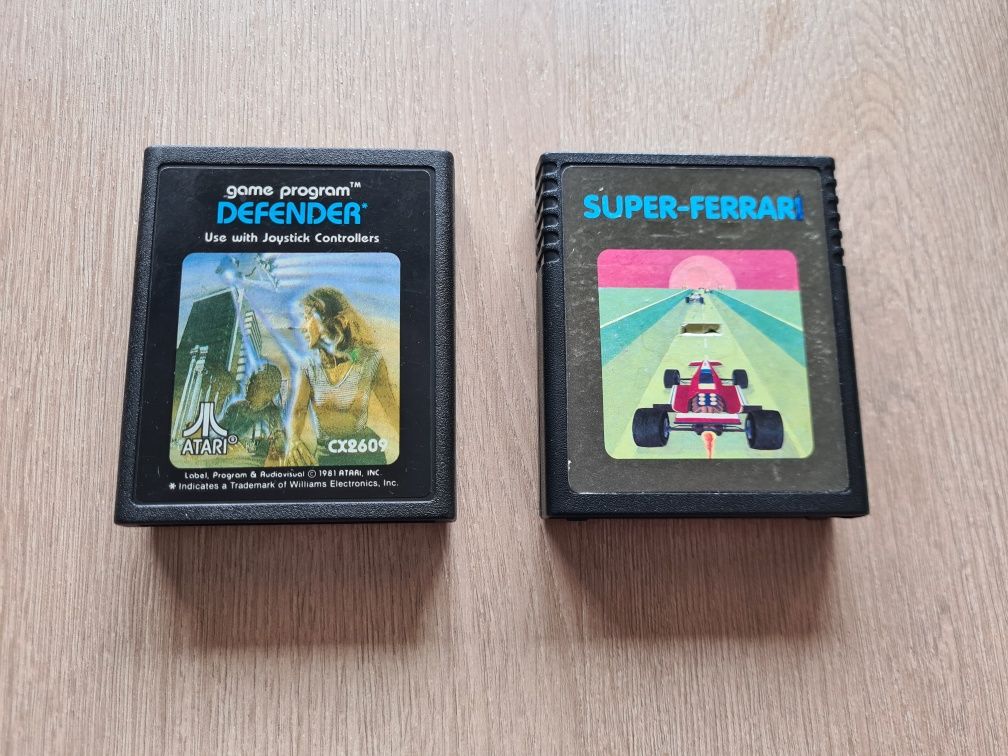 game program™
DEFENDER*
Use with Joystick Controllers
ATARI®
CX2609
Label, Program & Audiovisual © 1981 ATARI, INC.
* Indicates a Trademark of Williams Electronics, Inc.
SUPER-FERRARI